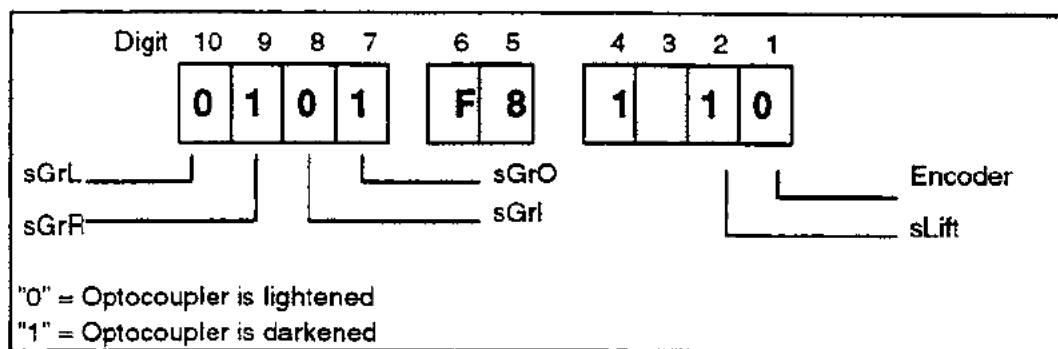 Digit 10 9 8 7 6 5 4 3 2 1
0 1 0 1 F 8 1 1 0
sGrL sGrO Encoder
sGrR sGrI sLift
"0" = Optocoupler is lightened
"1" = Optocoupler is darkened